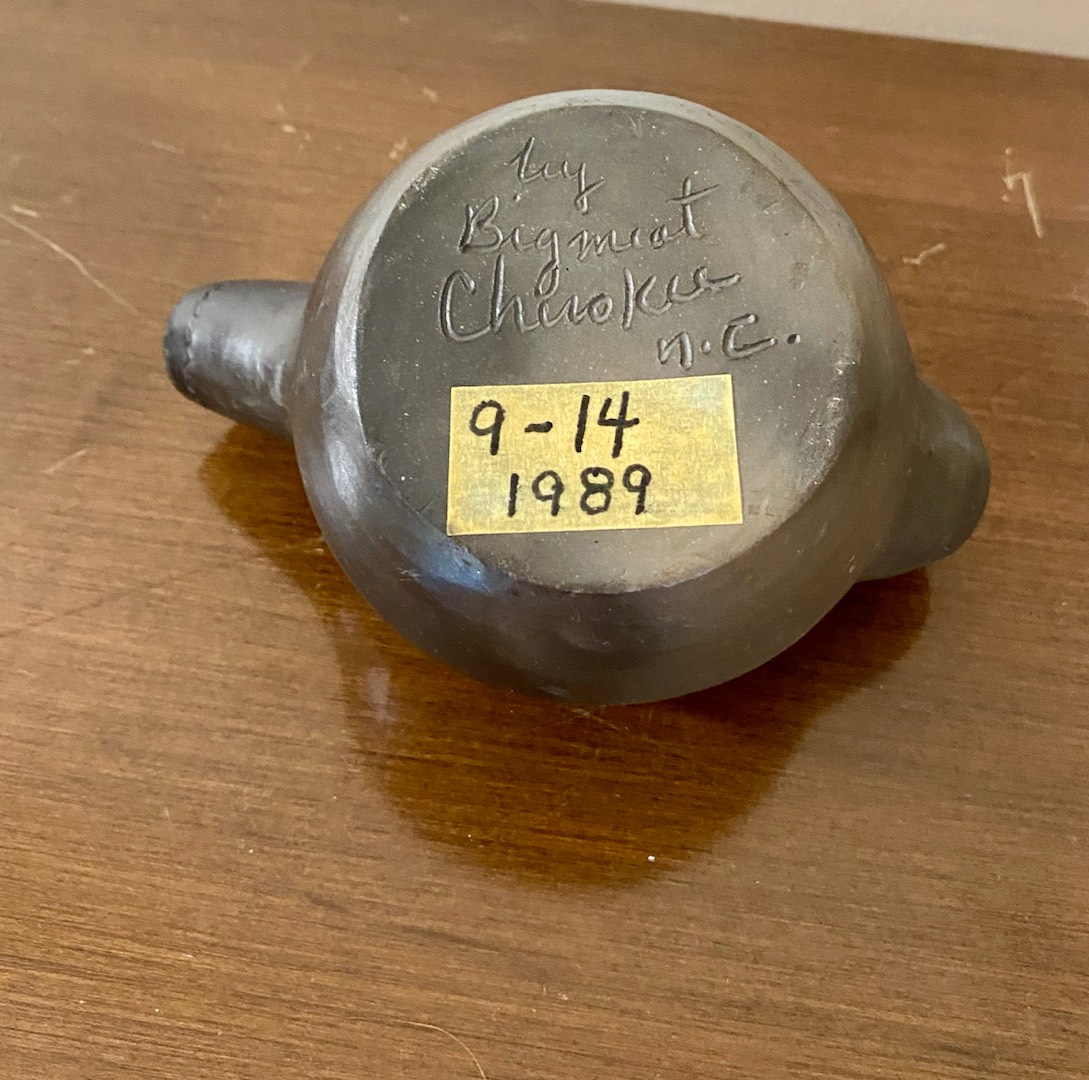 by
Bigmeat
Cherokee
N.C.
9-14
1989